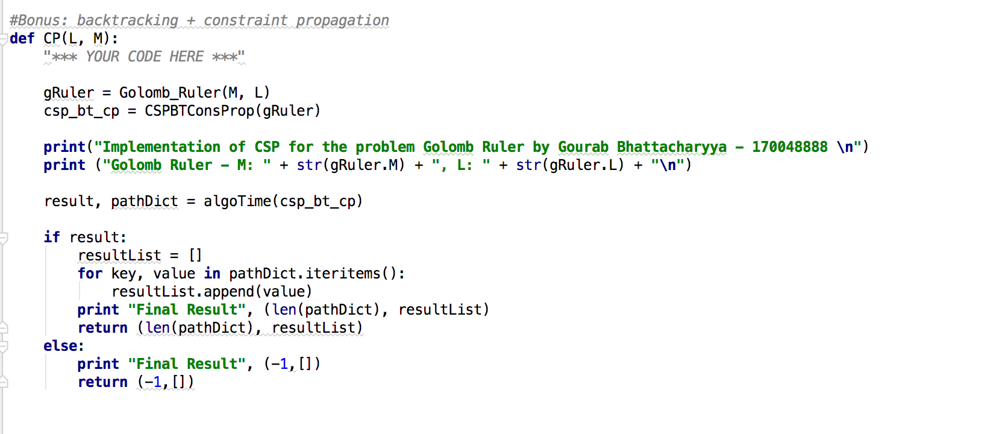 #Bonus: backtracking + constraint propagation
def CP(L, M):
    "*** YOUR CODE HERE ***"

    gRuler = Golomb_Ruler(M, L)
    csp_bt_cp = CSPBTConsProp(gRuler)

    print("Implementation of CSP for the problem Golomb Ruler by Gourab Bhattacharyya - 170048888 \n")
    print ("Golomb Ruler - M: " + str(gRuler.M) + ", L: " + str(gRuler.L) + "\n")

    result, pathDict = algoTime(csp_bt_cp)

    if result:
        resultList = []
        for key, value in pathDict.iteritems():
            resultList.append(value)
        print "Final Result", (len(pathDict), resultList)
        return (len(pathDict), resultList)
    else:
        print "Final Result", (-1,[])
        return (-1,[])